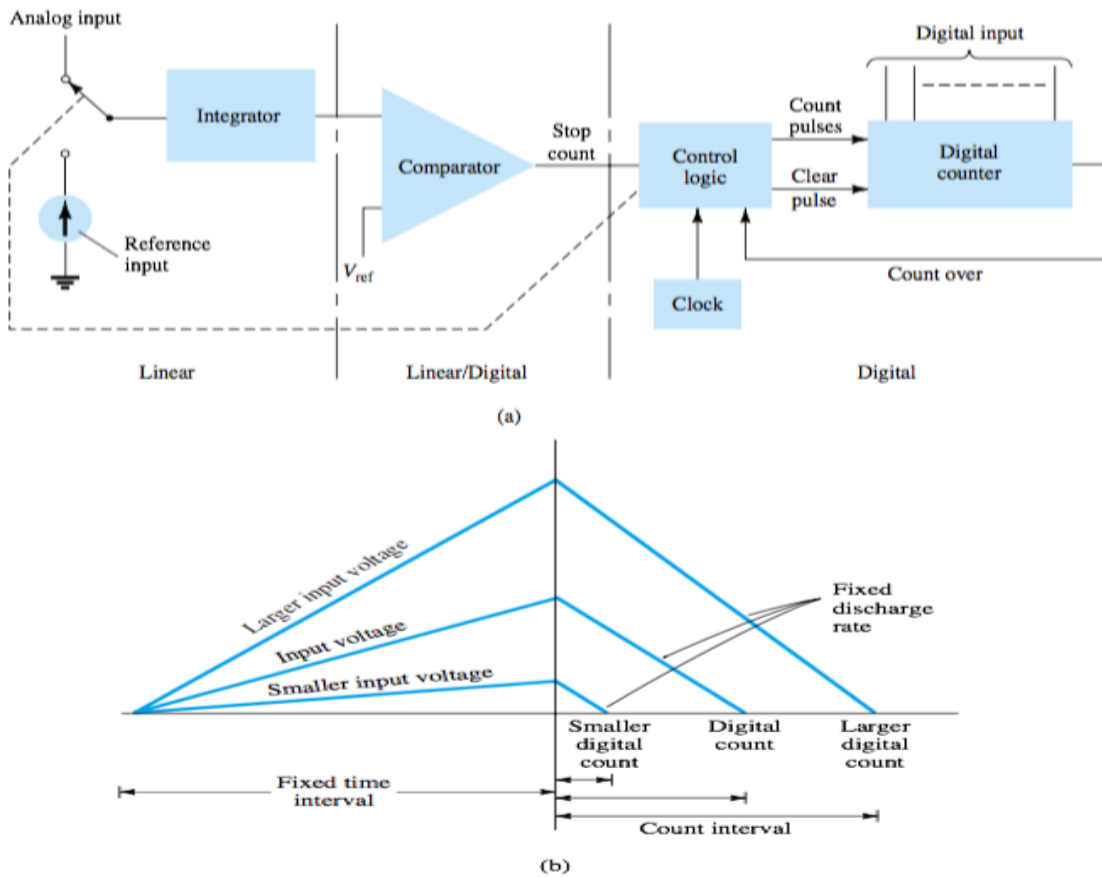 Analog input
Digital input
Integrator
Comparator
Stop
count
Control
logic
Count
pulses
Clear
pulse
Digital
counter
Reference
input
V_ref
Clock
Count over
Linear
Linear/Digital
Digital
(a)
Larger input voltage
Input voltage
Smaller input voltage
Fixed
discharge
rate
Smaller
digital
count
Digital
count
Larger
digital
count
Fixed time
interval
Count interval
(b)